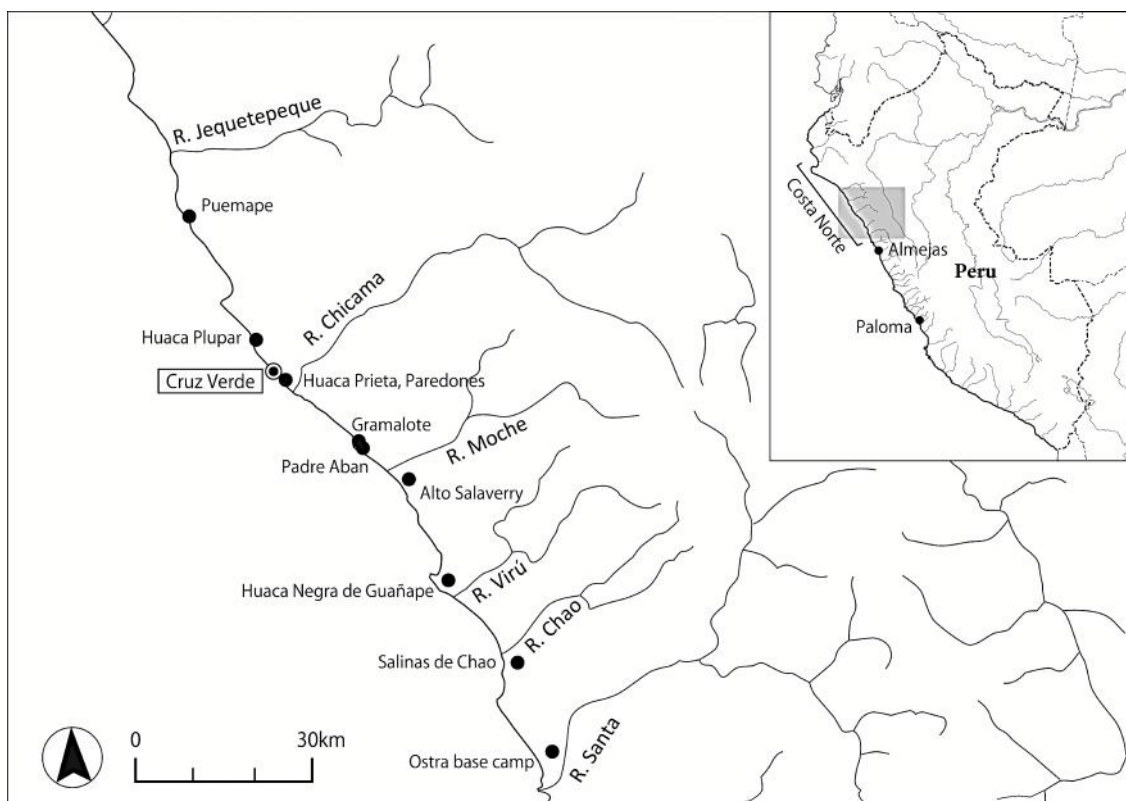 R. Jequetepeque
Puemape
R. Chicama
Huaca Plupar
Cruz Verde
Huaca Prieta, Paredones
Gramalote
R. Moche
Padre Aban
Alto Salaverry
Huaca Negra de Guañape
R. Virú
R. Chao
Salinas de Chao
Ostra base camp
R. Santa
0 30km
Costa Norte
Almejas
Peru
Paloma